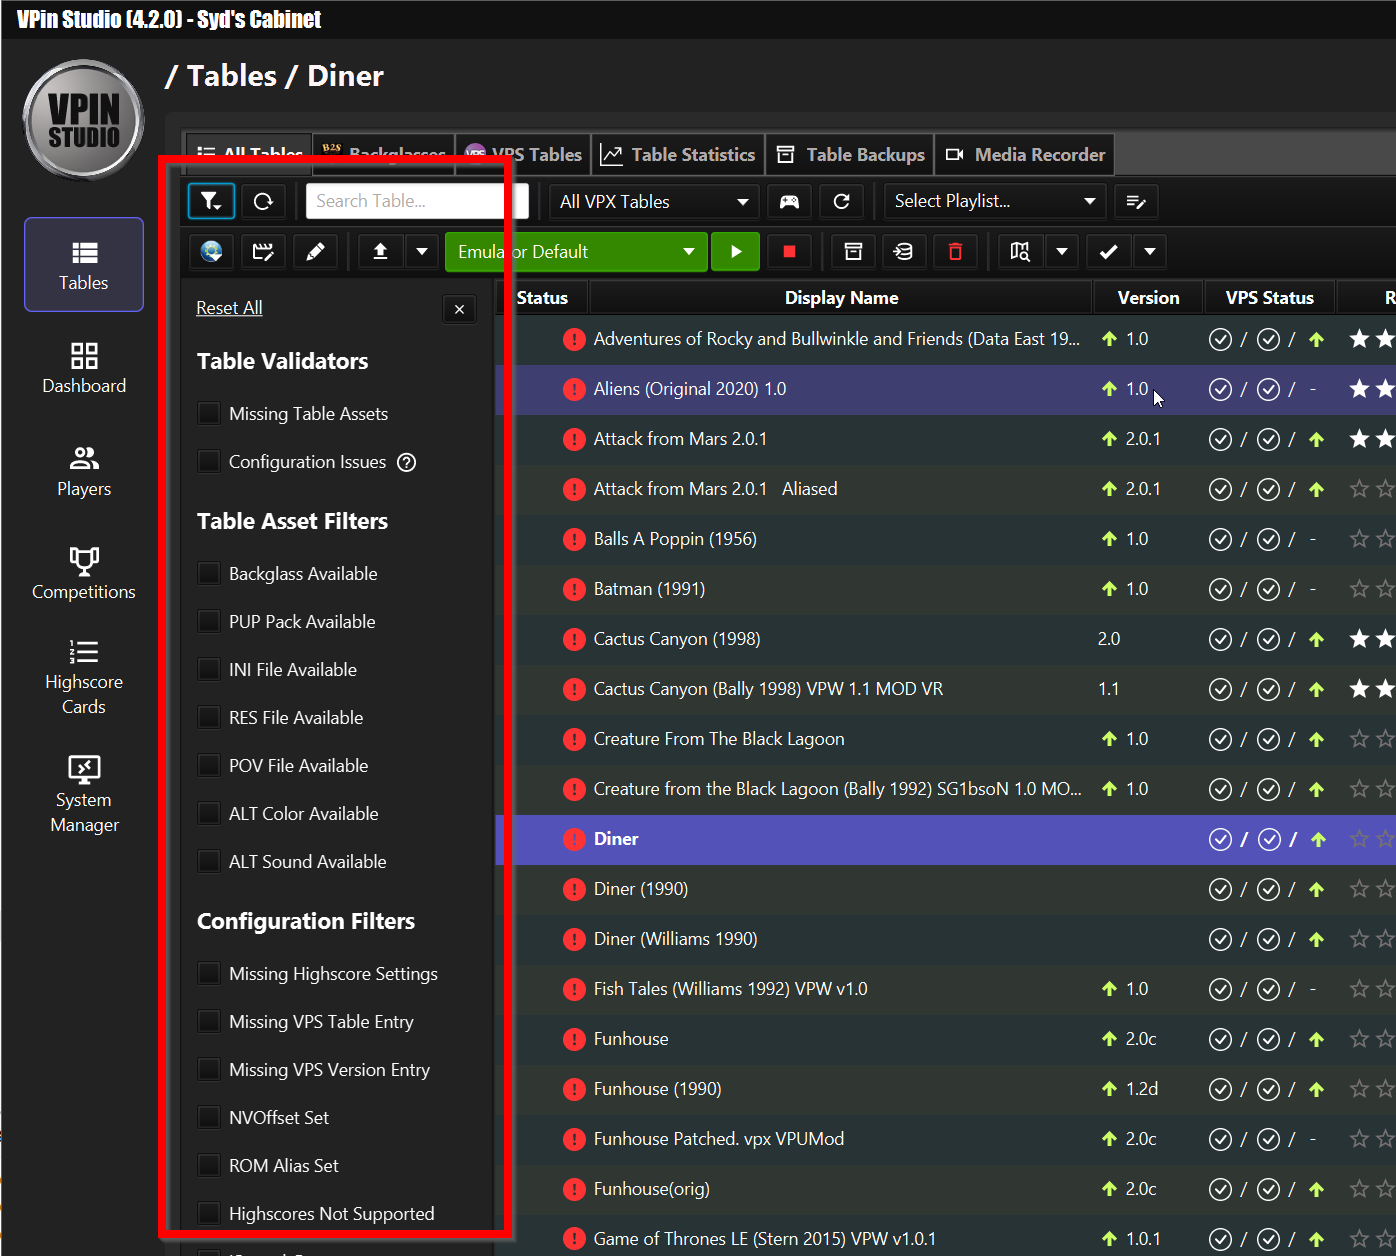 VPin Studio (4.2.0) - Syd's Cabinet
VPIN
STUDIO
/ Tables / Diner
All Tables
B2S Backglasses
VPS VPS Tables
Table Statistics
Table Backups
Media Recorder
Search Table...
All VPX Tables
Select Playlist...
Emulator Default
Tables
Dashboard
Players
Competitions
Highscore
Cards
System
Manager
Reset All
Table Validators
Missing Table Assets
Configuration Issues
Table Asset Filters
Backglass Available
PUP Pack Available
INI File Available
RES File Available
POV File Available
ALT Color Available
ALT Sound Available
Configuration Filters
Missing Highscore Settings
Missing VPS Table Entry
Missing VPS Version Entry
NVOffset Set
ROM Alias Set
Highscores Not Supported
Status Display Name Version VPS Status R
Adventures of Rocky and Bullwinkle and Friends (Data East 19... 1.0 / /
Aliens (Original 2020) 1.0 1.0 / / -
Attack from Mars 2.0.1 2.0.1 / /
Attack from Mars 2.0.1 Aliased 2.0.1 / /
Balls A Poppin (1956) 1.0 / / -
Batman (1991) 1.0 / / -
Cactus Canyon (1998) 2.0 / /
Cactus Canyon (Bally 1998) VPW 1.1 MOD VR 1.1 / /
Creature From The Black Lagoon 1.0 / /
Creature from the Black Lagoon (Bally 1992) SG1bsoN 1.0 MO... 1.0 / /
Diner / /
Diner (1990) / /
Diner (Williams 1990) / /
Fish Tales (Williams 1992) VPW v1.0 1.0 / / -
Funhouse 2.0c / /
Funhouse (1990) 1.2d / /
Funhouse Patched. vpx VPUMod 2.0c / / -
Funhouse(orig) 2.0c / /
Game of Thrones LE (Stern 2015) VPW v1.0.1 1.0.1 / /